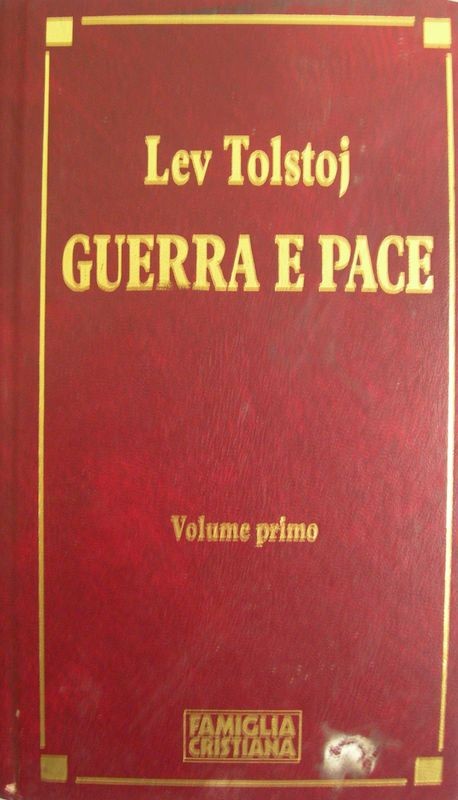 Lev Tolstoj
GUERRA E PACE
Volume primo
FAMIGLIA
CRISTIANA